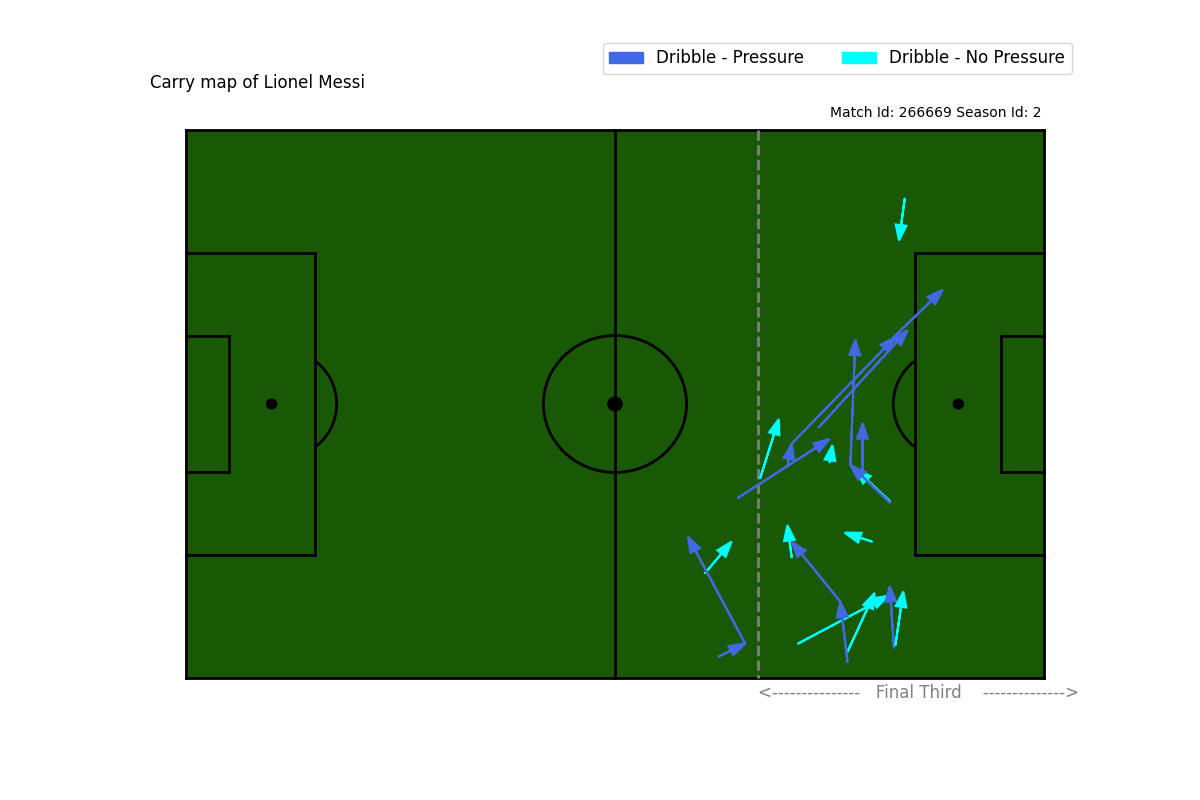 Dribble - Pressure Dribble - No Pressure
Carry map of Lionel Messi
Match Id: 266669 Season Id: 2
<--------------- Final Third -------------->